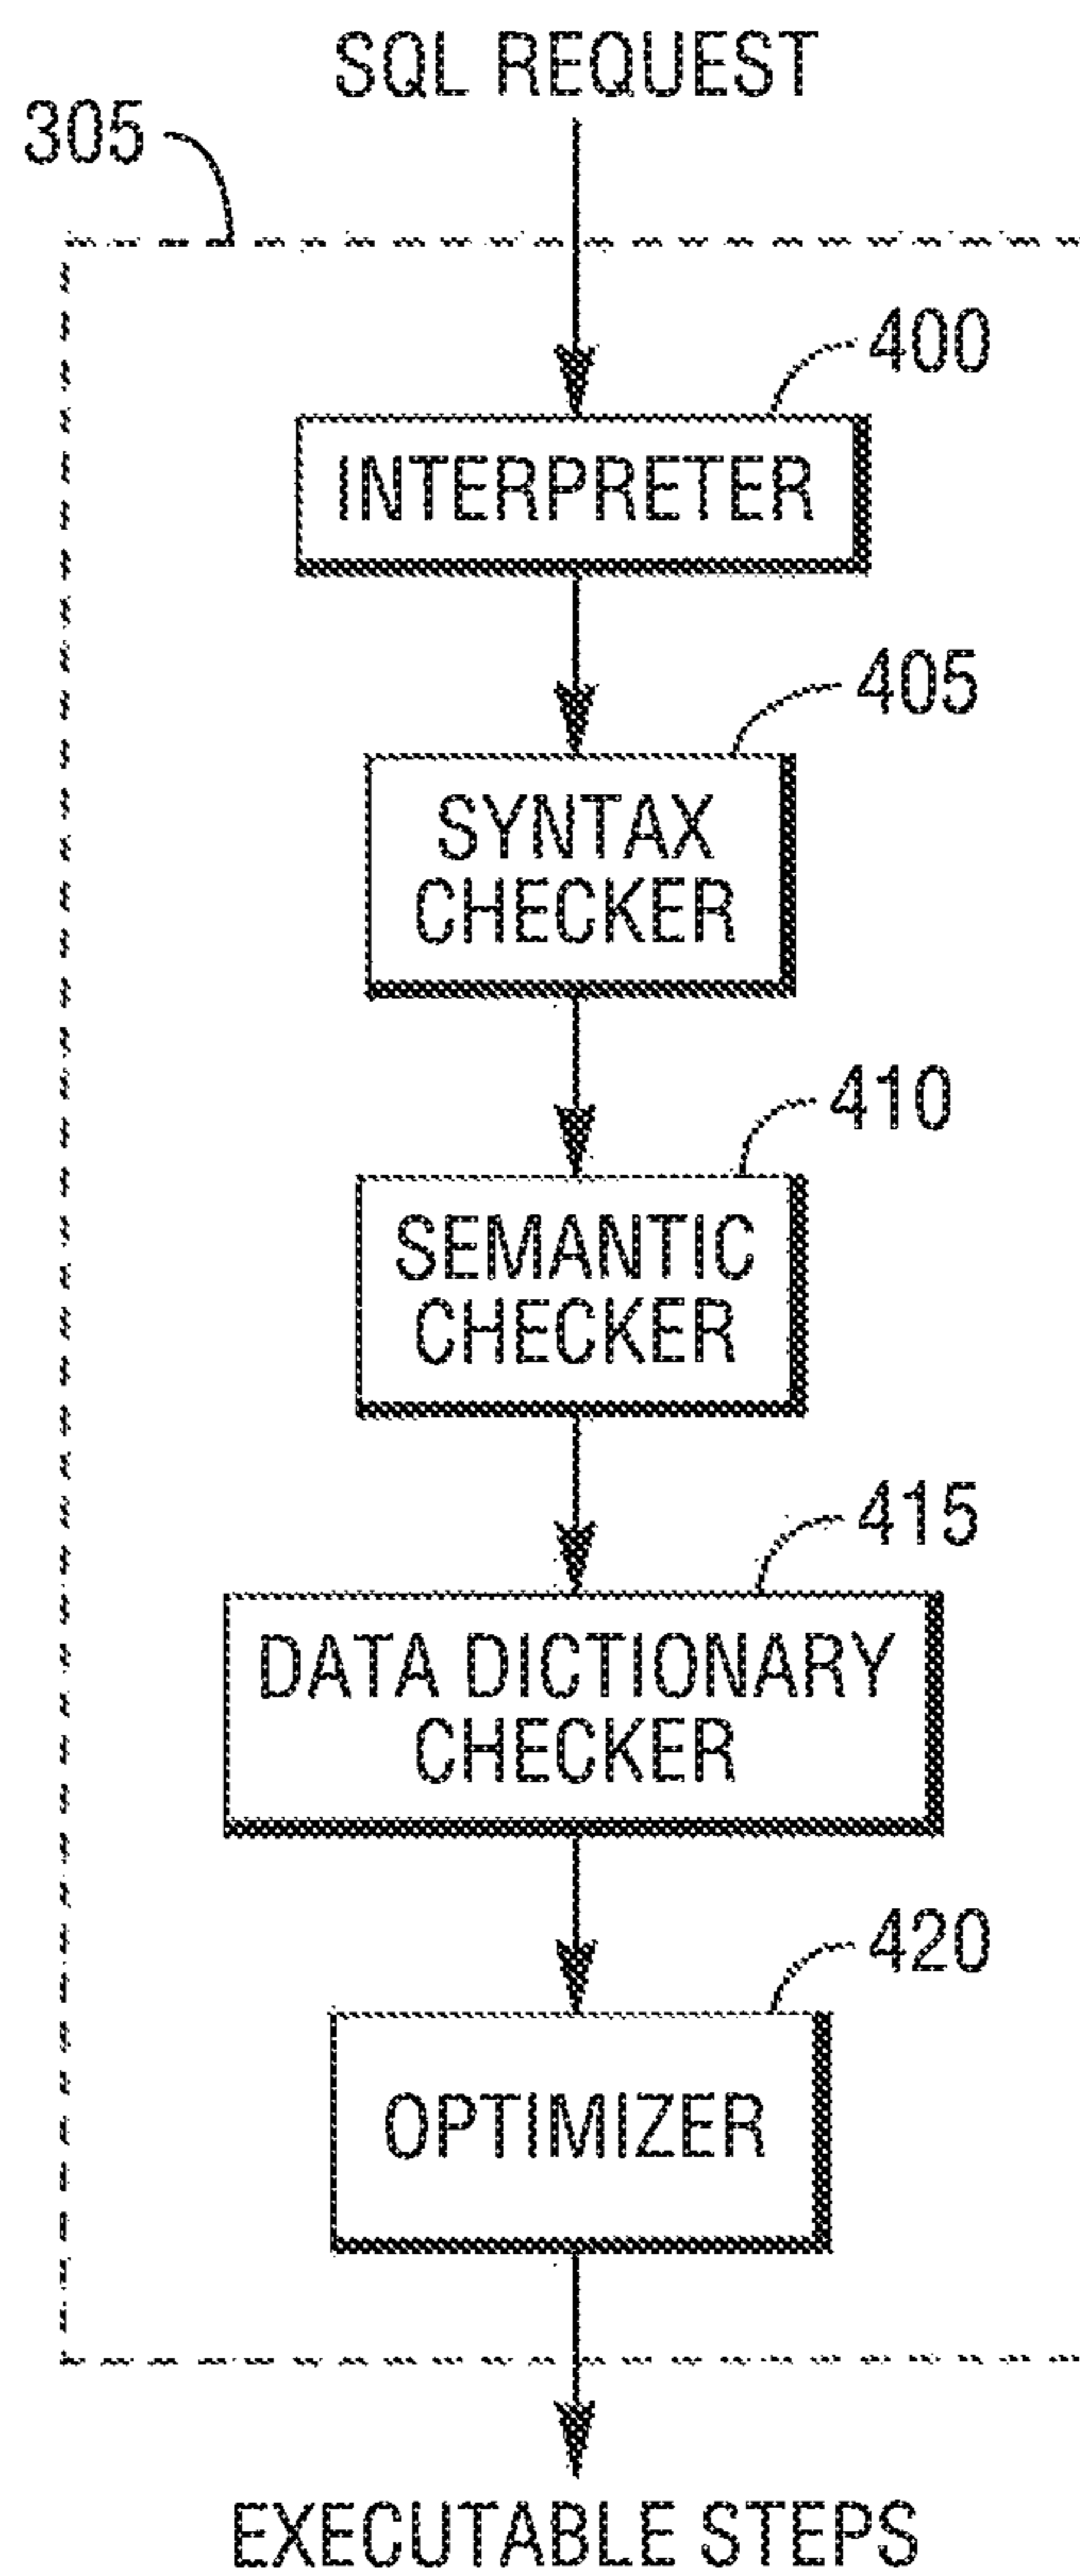 SQL REQUEST
305
400
INTERPRETER
405
SYNTAX
CHECKER
410
SEMANTIC
CHECKER
415
DATA DICTIONARY
CHECKER
420
OPTIMIZER
EXECUTABLE STEPS